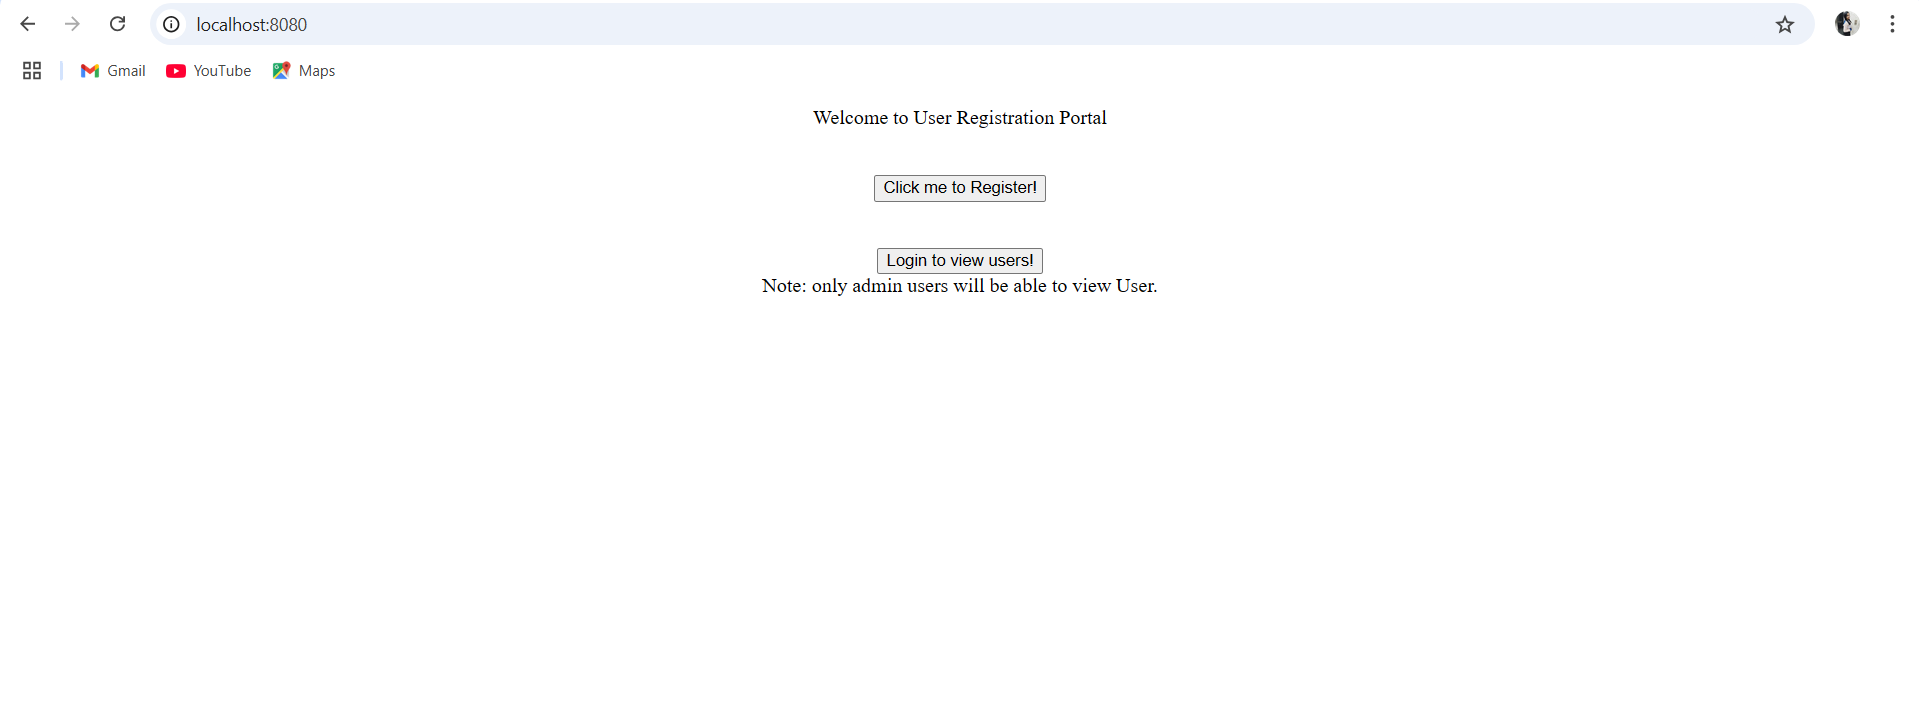 localhost:8080
Gmail YouTube Maps
Welcome to User Registration Portal
Click me to Register!
Login to view users!
Note: only admin users will be able to view User.